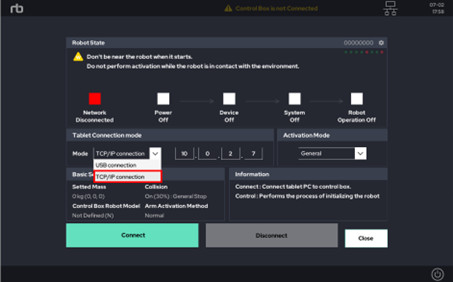 rb
Control Box is not Connected
07-02
17:38
Robot State
00000000
Don't be near the robot when it starts.
Do not perform activation while the robot is in contact with the environment.
Network
Disconnected
Power
Off
Device
Off
System
Off
Robot
Operation Off
Tablet Connection mode
Activation Mode
Mode TCP/IP connection 10 . 0 . 2 . 7
General
USB connection
TCP/IP connection
Basic Se
Information
Setted Mass Collision
0 kg (0, 0, 0) On (30%) : General Stop
Control Box Robot Model Arm Activation Method
Not Defined (N) Normal
Connect : Connect tablet PC to control box.
Control : Performs the process of initializing the robot
Connect
Disconnect
Close